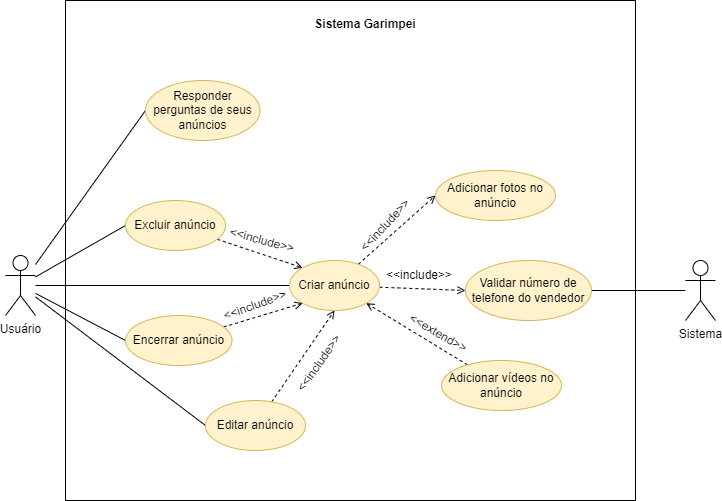 Sistema Garimpei
Responder
perguntas de seus
anúncios
Adicionar fotos no
anúncio
<<include>>
Excluir anúncio
<<include>>
Criar anúncio
<<include>>
Validar número de
telefone do vendedor
Usuário
Sistema
<<include>>
Encerrar anúncio
<<extend>>
<<include>>
Adicionar vídeos no
anúncio
Editar anúncio